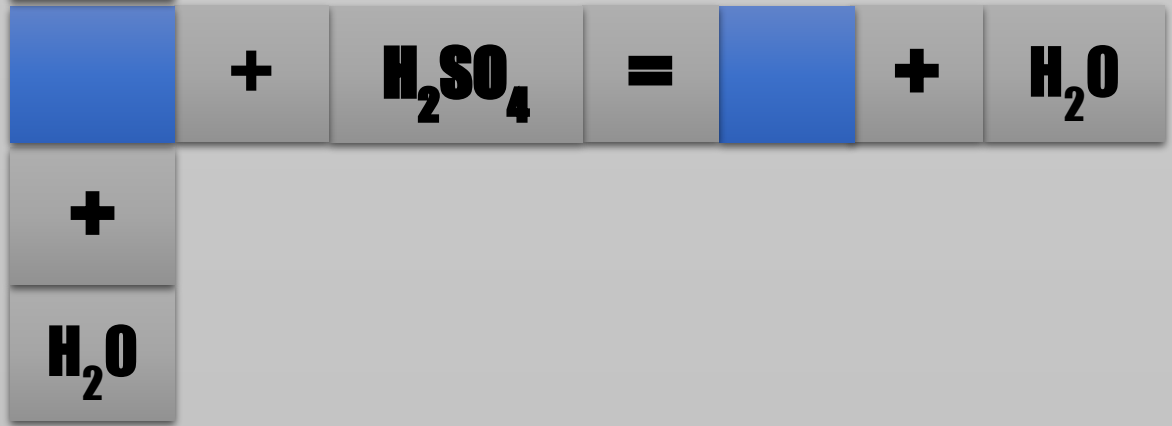 + H₂SO₄ = + H₂O
+
H₂O